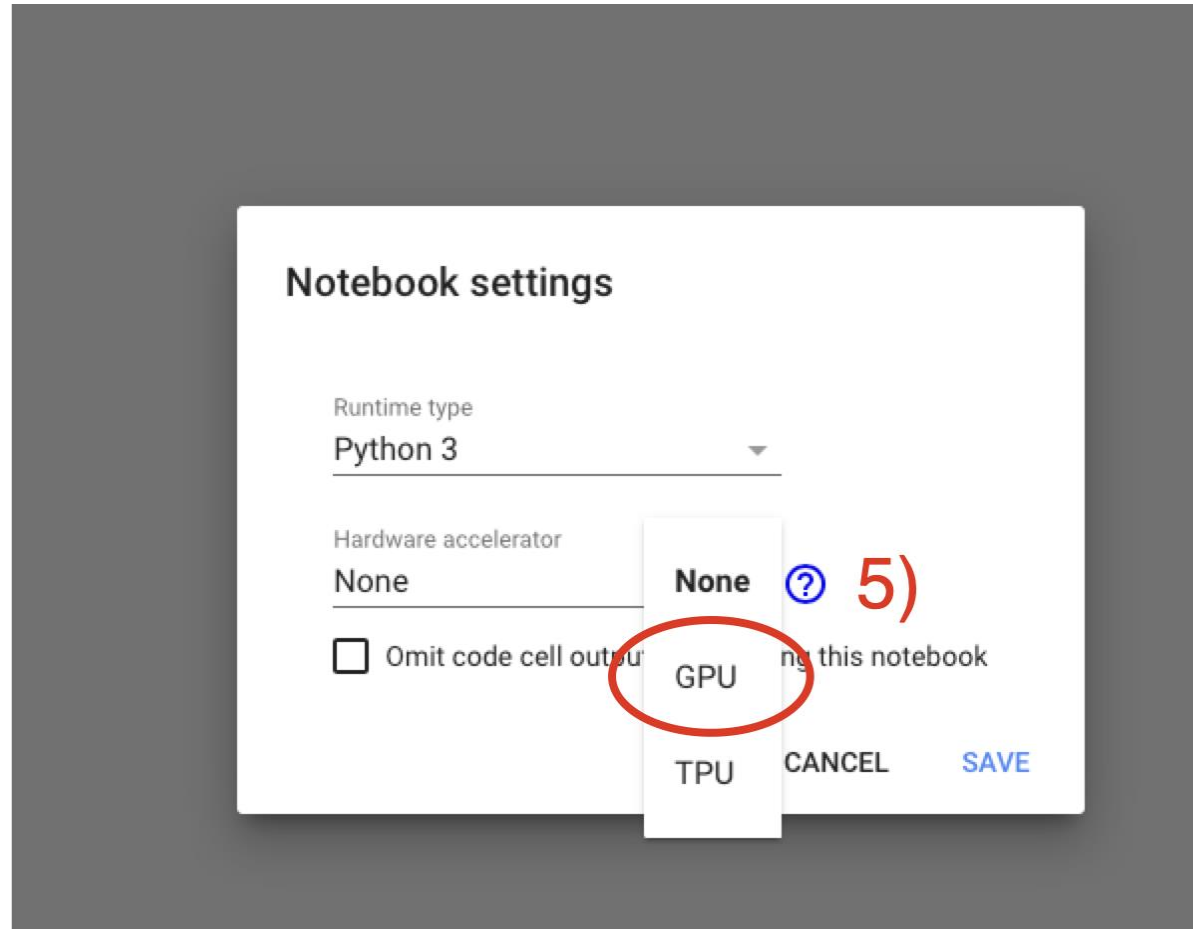 Notebook settings
Runtime type
Python 3
Hardware accelerator
None
None
5)
Omit code cell outpu ng this notebook
GPU
TPU
CANCEL SAVE